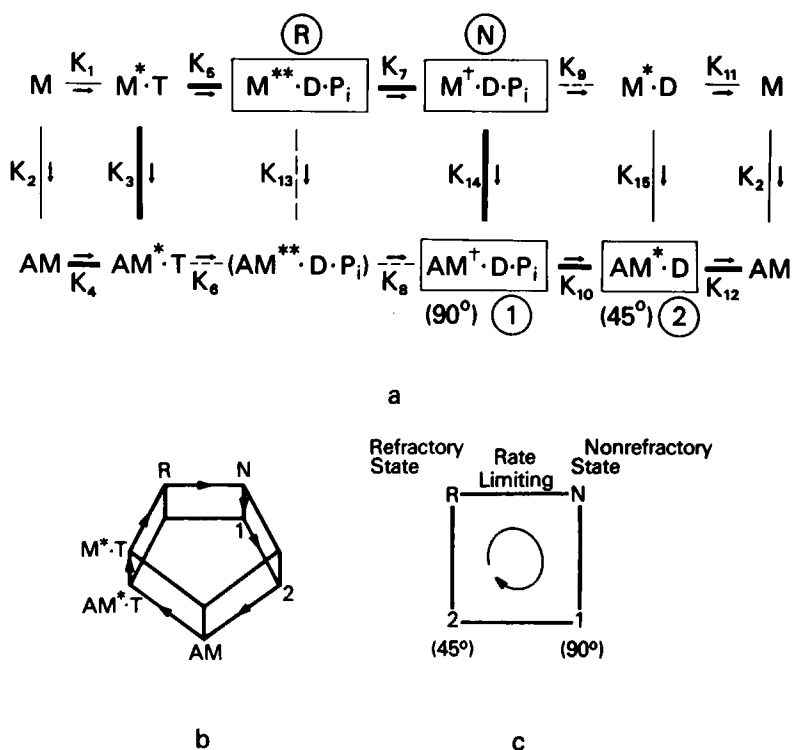 R N
K₁ K₅ K₇ K₉ K₁₁
M M*·T M**·D·Pᵢ M†·D·Pᵢ M*·D M
K₂ K₃ K₁₃ K₁₄ K₁₅ K₂
AM AM*·T (AM**·D·Pᵢ) AM†·D·Pᵢ AM*·D AM
K₄ K₆ K₈ K₁₀ K₁₂
(90°) 1 (45°) 2
a
R N
M*·T 1
AM*·T 2
AM
b
Refractory State
Rate Limiting
Nonrefractory State
R N
2 1
(45°) (90°)
c